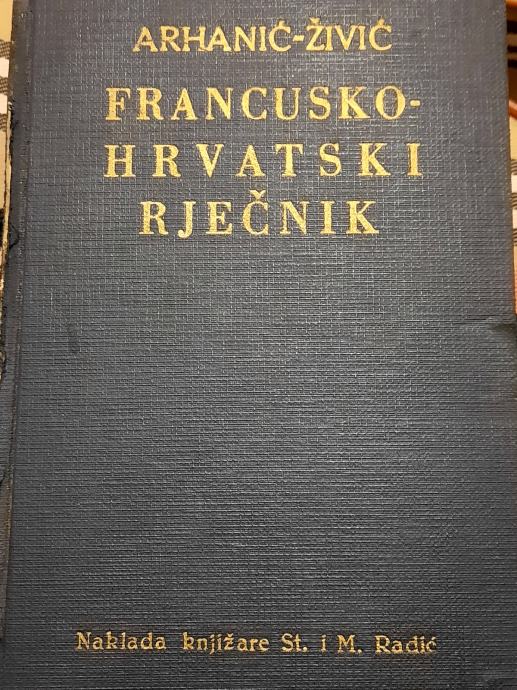 ARHANIĆ-ŽIVIĆ
FRANCUSKO-
HRVATSKI
RJEČNIK
Naklada knjižare St. i M. Radić